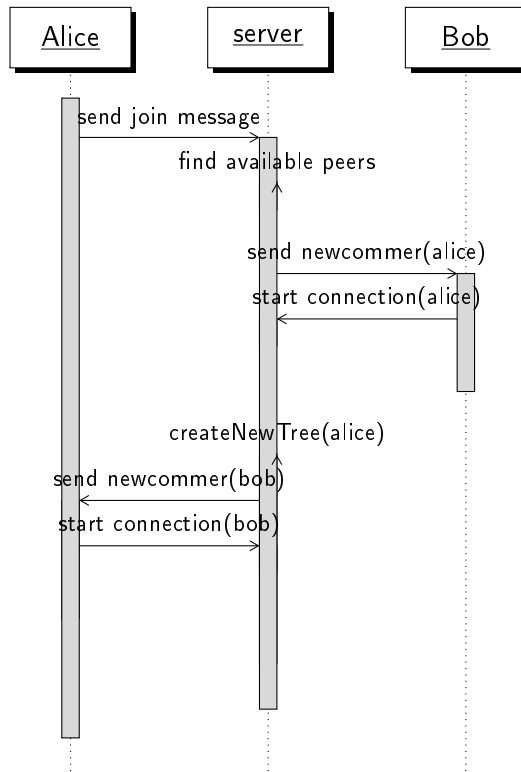 Alice
server
Bob
send join message
find available peers
send newcommer(alice)
start connection(alice)
createNewTree(alice)
send newcommer(bob)
start connection(bob)